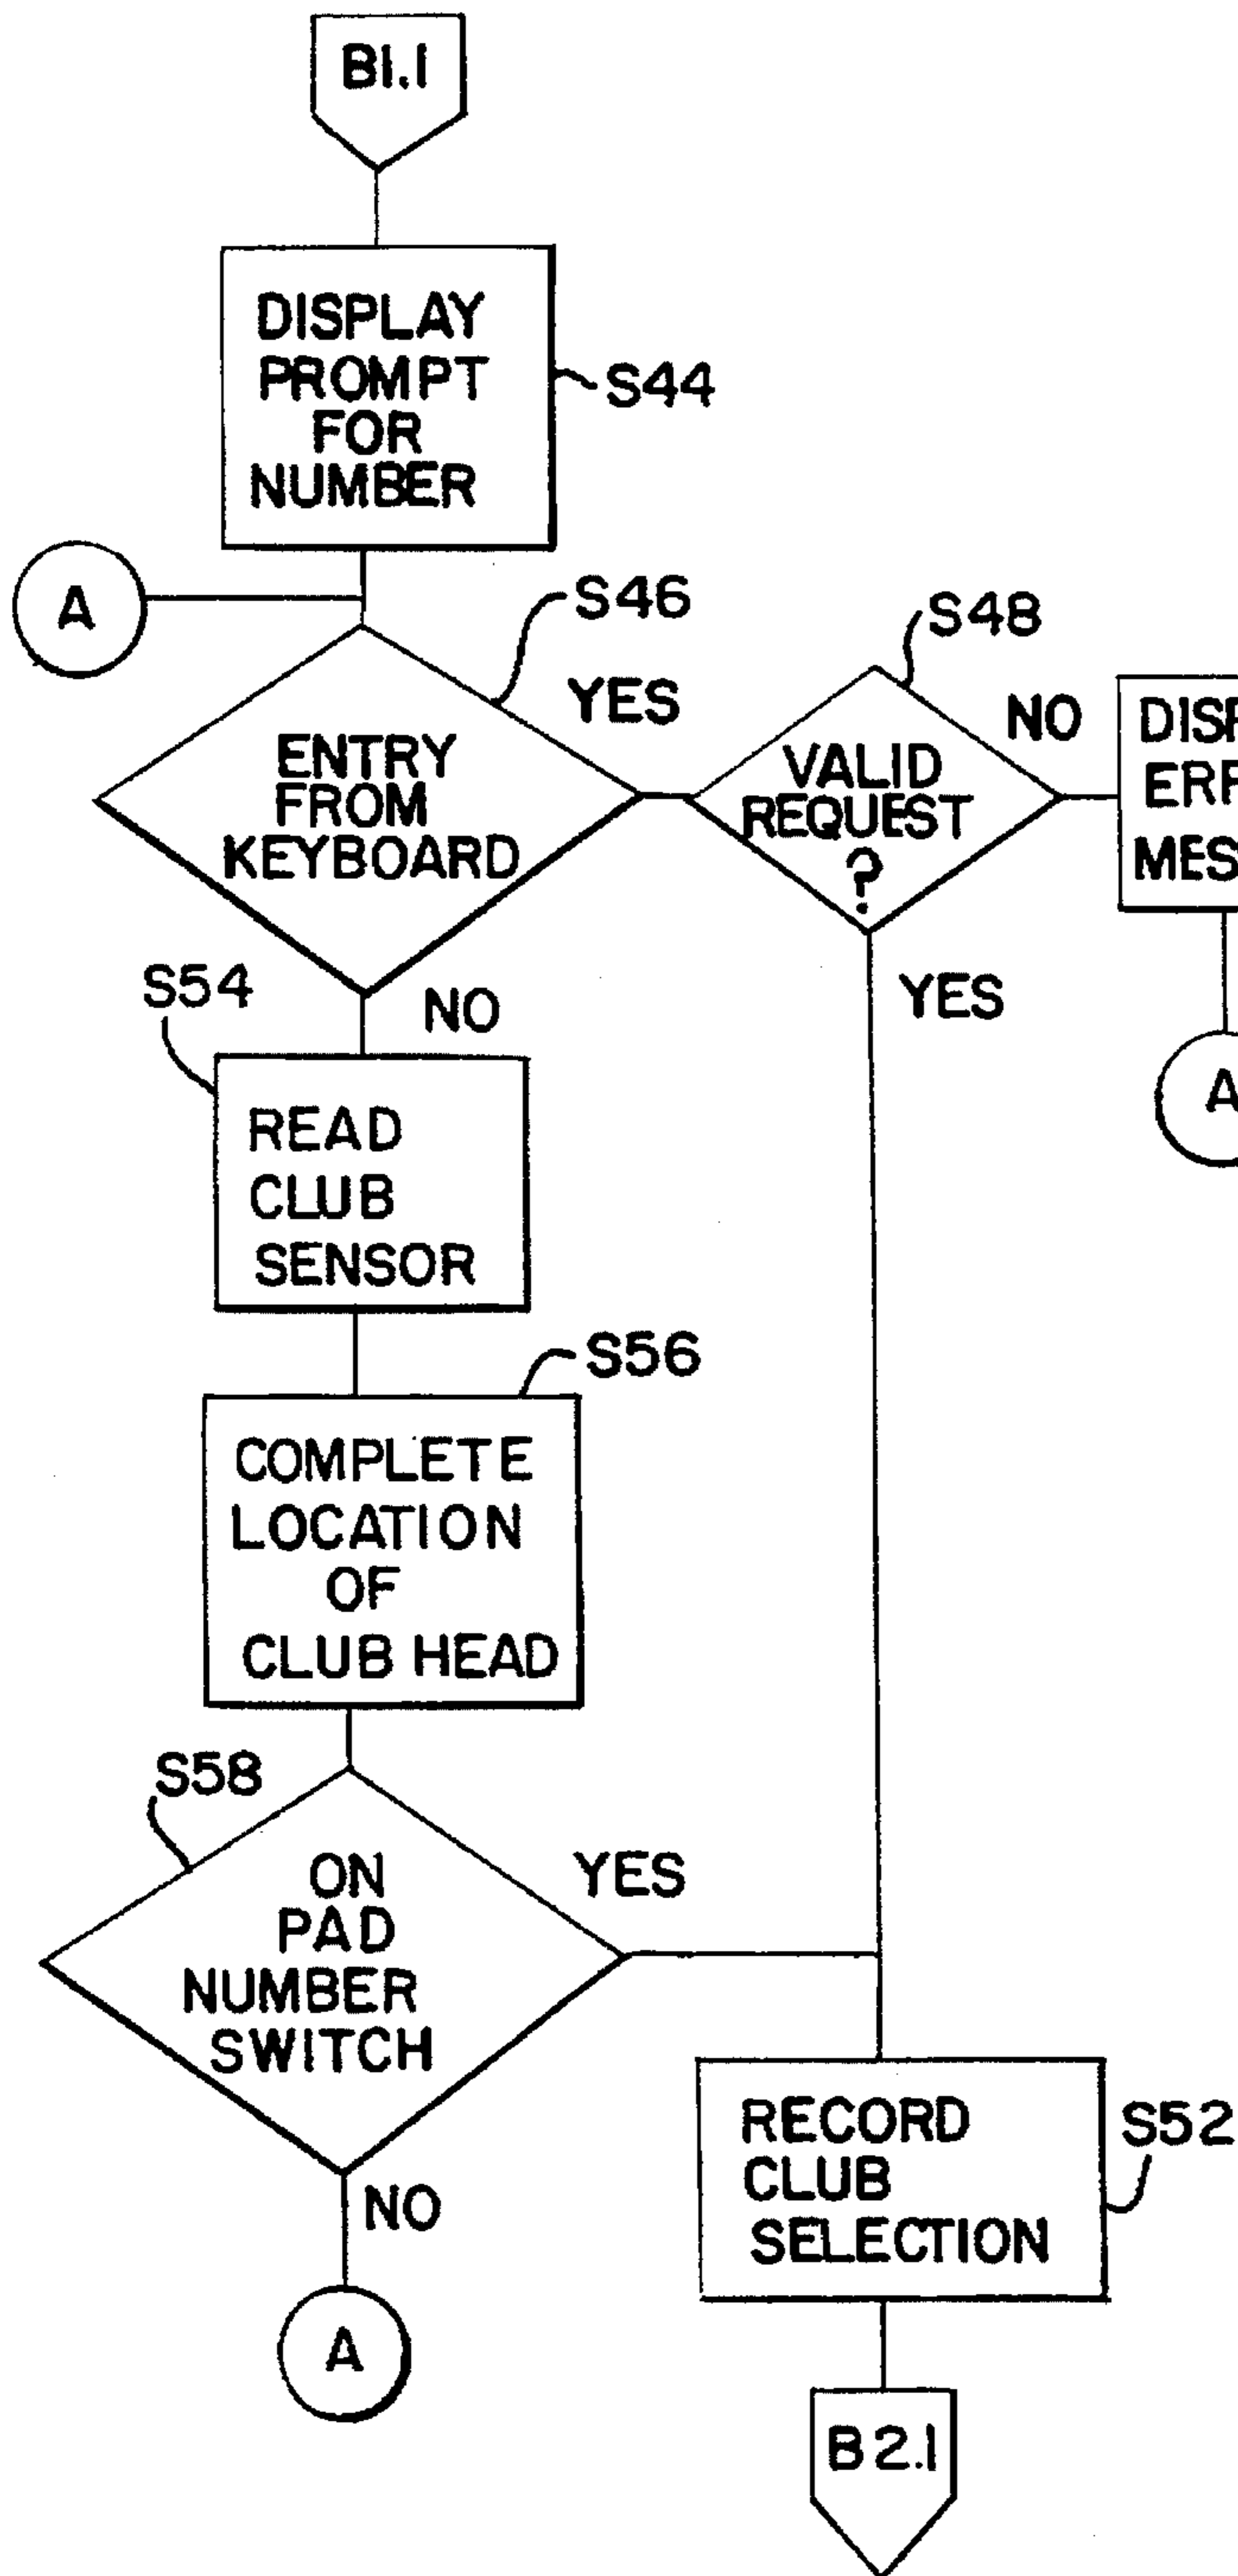 B1.1
DISPLAY
PROMPT
FOR
NUMBER
S44
A
S46
YES
ENTRY
FROM
KEYBOARD
S48
NO
VALID
REQUEST
?
YES
MES
A
S54
NO
READ
CLUB
SENSOR
S56
COMPLETE
LOCATION
OF
CLUB HEAD
S58
YES
ON
PAD
NUMBER
SWITCH
NO
A
RECORD
CLUB
SELECTION
S52
B2.1